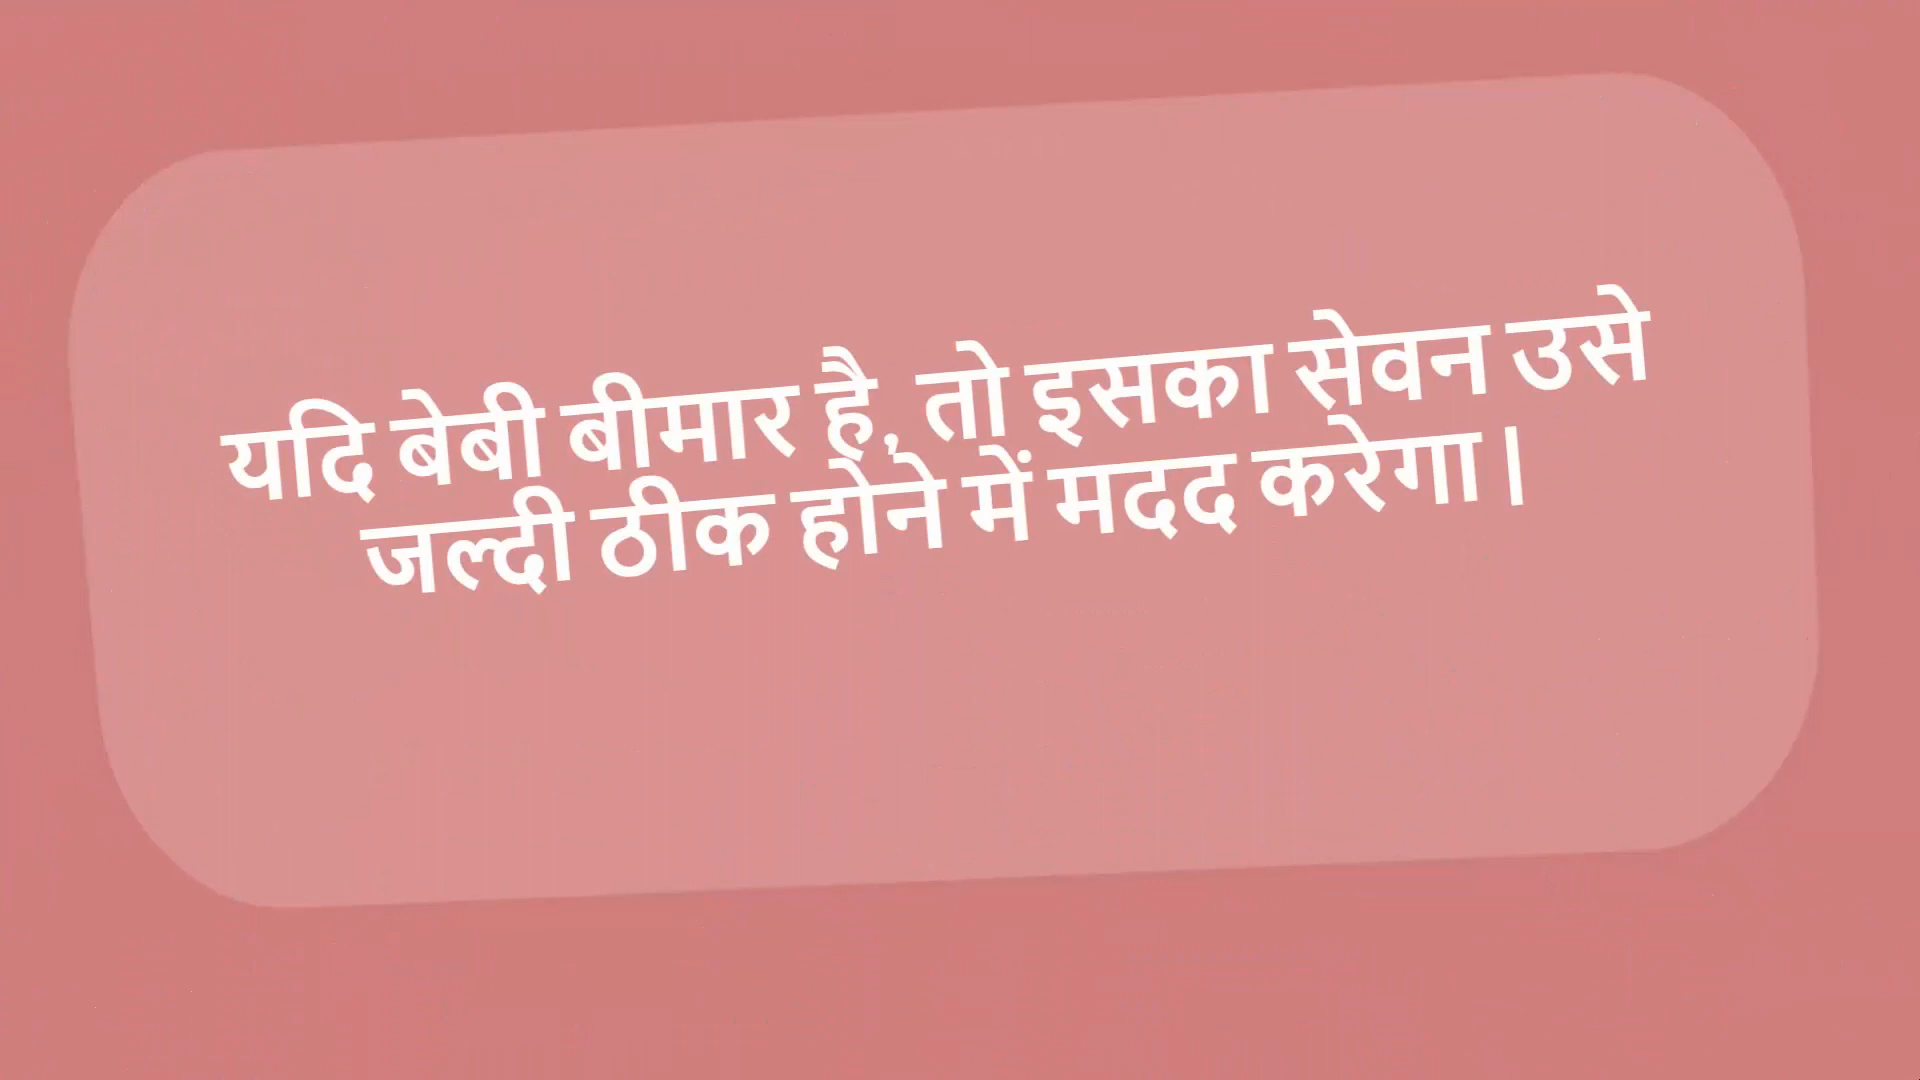 यदि बेबी बीमार है, तो इसका सेवन उसे
जल्दी ठीक होने में मदद करेगा।